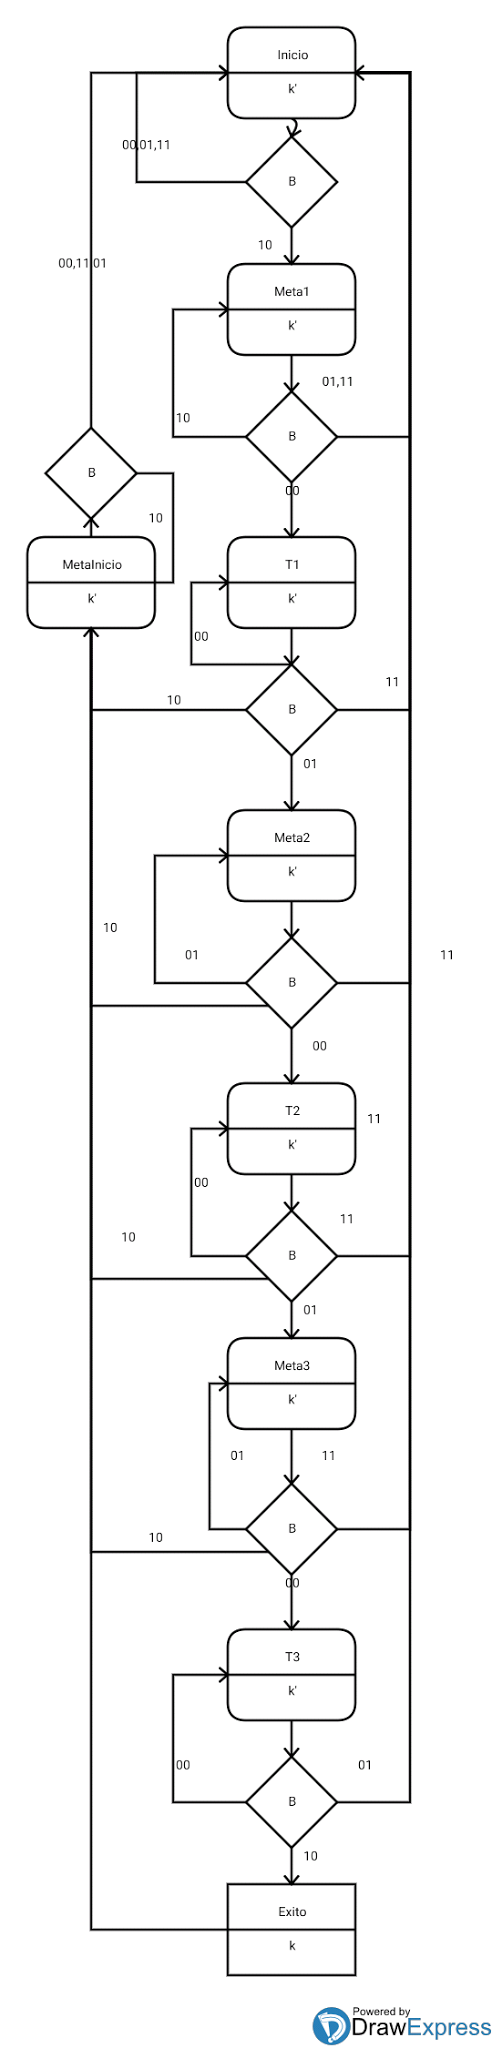 Inicio
k'
00,01,11
B
10
00,11,01
Meta1
k'
01,11
10
B
00
B
10
MetaInicio
k'
T1
k'
00
11
10
B
01
Meta2
k'
10
01
11
B
00
T2
k'
11
00
11
10
B
01
Meta3
k'
01
11
10
B
00
T3
k'
00
01
B
10
Exito
k
Powered by
DrawExpress